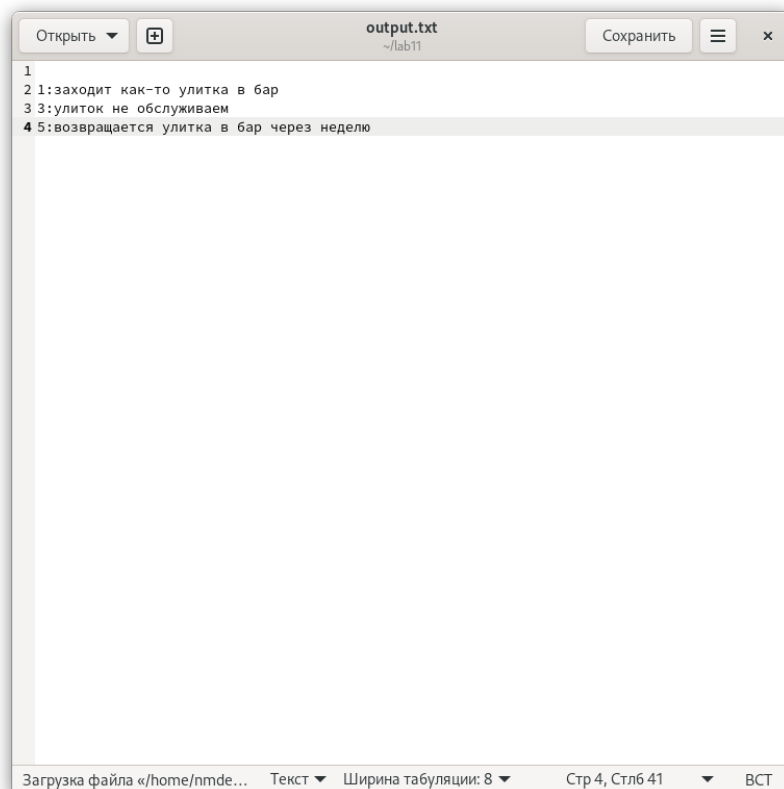 Открыть
output.txt
~/lab11
Сохранить
1
2 1:заходит как-то улитка в бар
3 3:улиток не обслуживаем
4 5:возвращается улитка в бар через неделю
Загрузка файла «/home/nmde... Текст Ширина табуляции: 8 Стр 4, Стлб 41 ВСТ